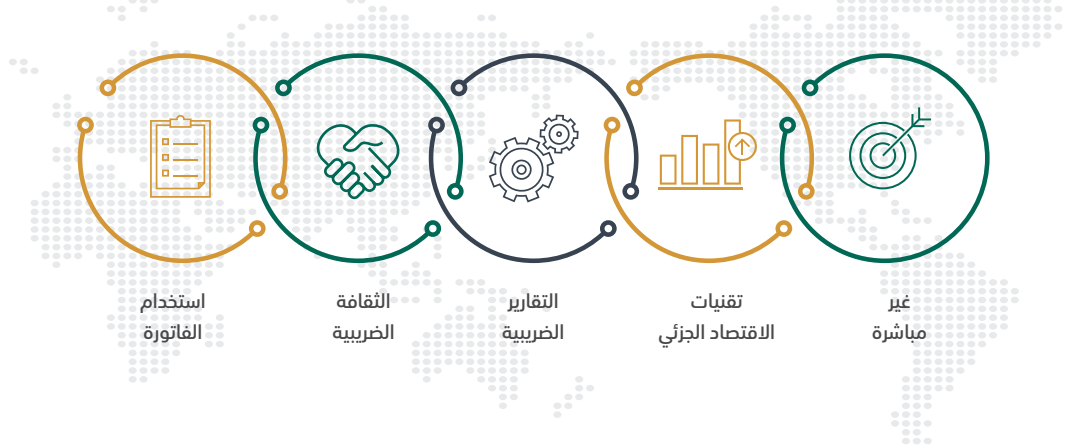 غير
مباشرة
تقنيات
الاقتصاد الجزئي
التقارير
الضريبية
الثقافة
الضريبية
استخدام
الفاتورة